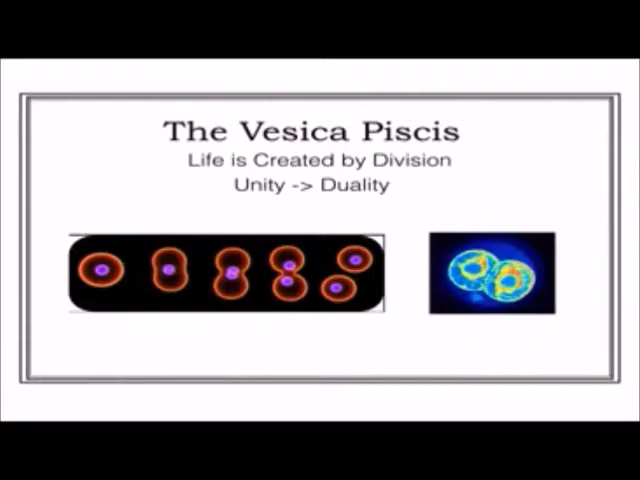 The Vesica Piscis
Life is Created by Division
Unity -> Duality